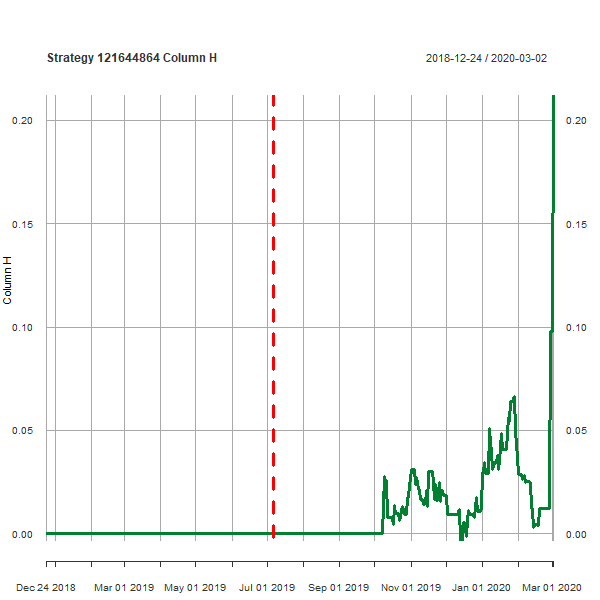 Strategy 121644864 Column H
2018-12-24 / 2020-03-02
0.20 0.20
0.15 0.15
Column H
0.10 0.10
0.05 0.05
0.00 0.00
Dec 24 2018 Mar 01 2019 May 01 2019 Jul 01 2019 Sep 01 2019 Nov 01 2019 Jan 01 2020 Mar 01 2020